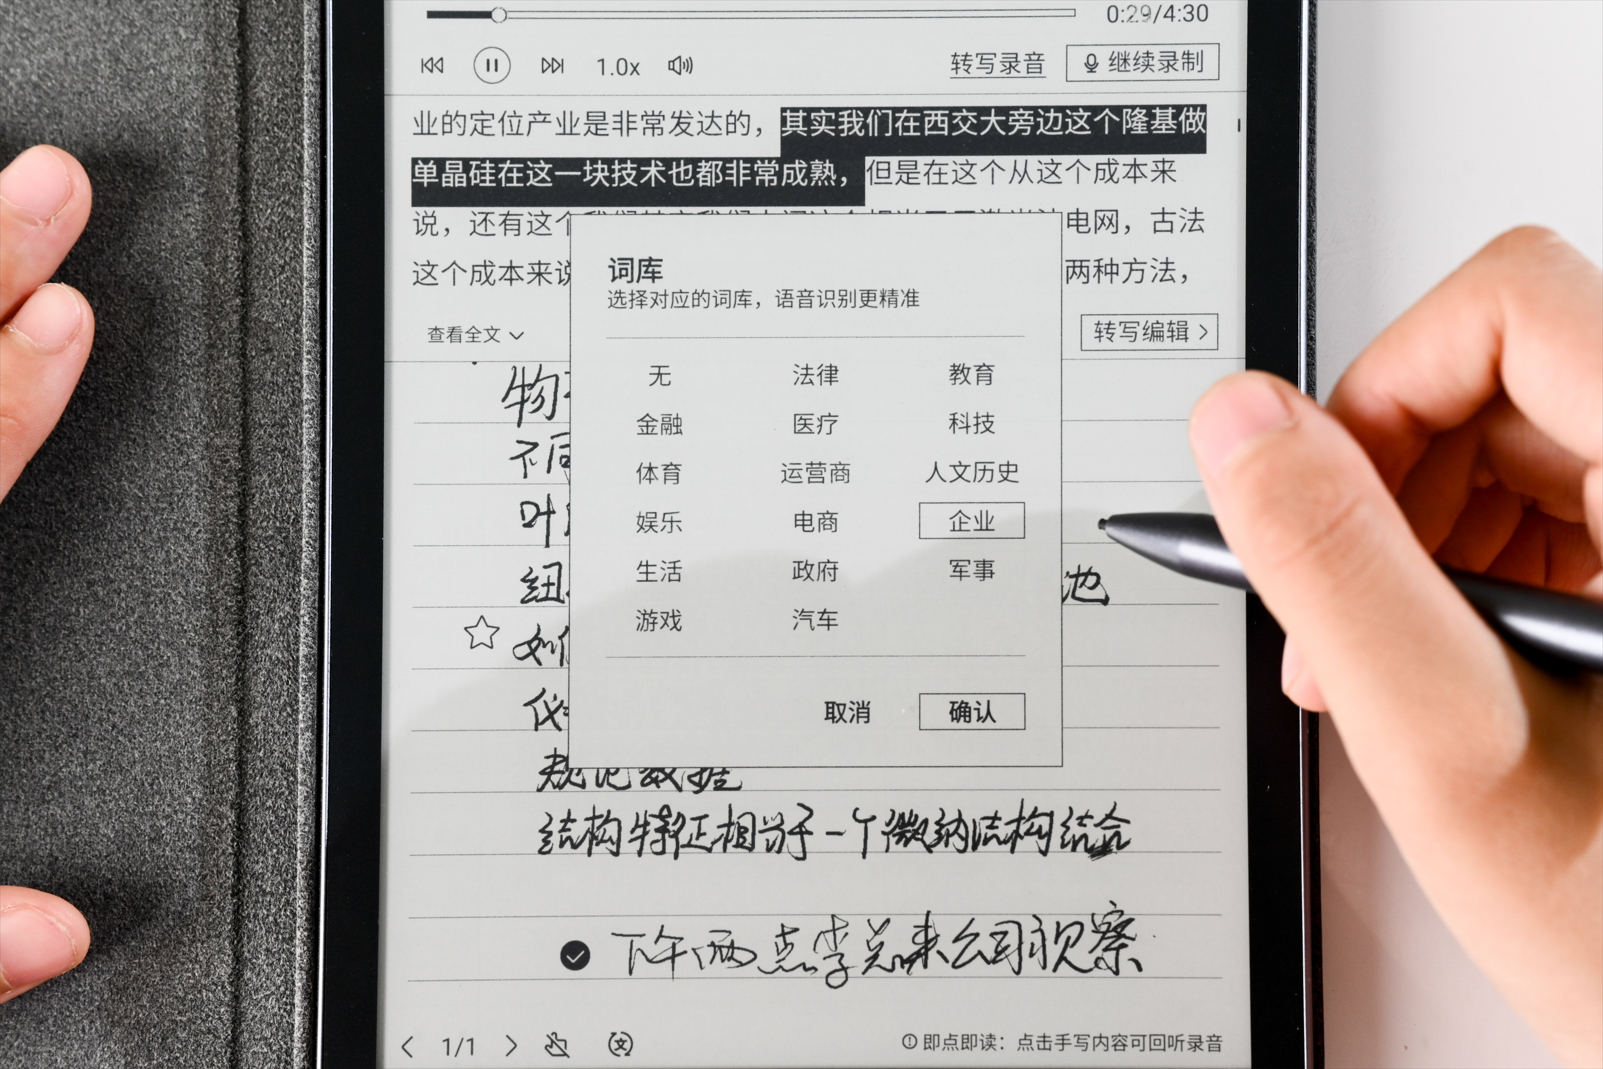 0:29/4:30
1.0x 转写录音 继续录制
业的定位产业是非常发达的，其实我们在西交大旁边这个隆基做
单晶硅在这一块技术也都非常成熟，但是在这个从这个成本来
说，还有这个 电网，古法
这个成本来说 两种方法，
查看全文 转写编辑
词库
选择对应的词库，语音识别更精准
无 法律 教育
金融 医疗 科技
体育 运营商 人文历史
娱乐 电商 企业
生活 政府 军事
游戏 汽车
取消 确认
物
不同
叶
纽 池
如何
规范数据
结构特征相当于一个微纳结构结合
下午两点李总来公司视察
1/1 即点即读：点击手写内容可回听录音